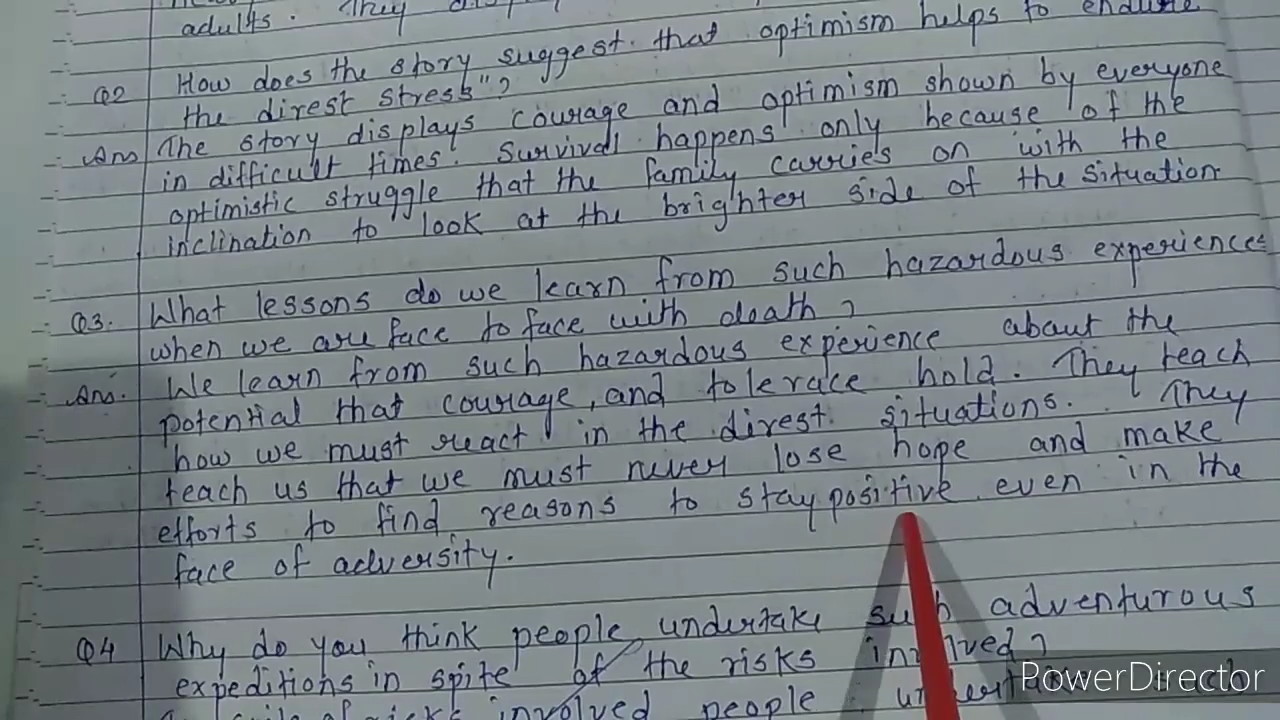 adults. They
Q2 How does the story suggest. that optimism helps to endure
the direst stress"?
Ans The story displays courage and optimism shown by everyone
in difficult times. Survival happens only because of the
optimistic struggle that the family carries on with the
inclination to look at the brighter side of the situation
Q3. What lessons do we learn from such hazardous experiences
when we are face to face with death?
Ans. We learn from such hazardous experience about the
potential that courage, and tolerace hold. They teach
how we must react in the direst situations. They
teach us that we must never lose hope and make
efforts to find reasons to stay positive even in the
face of adversity.
Q4 Why do you think people undertake such adventurous
expeditions in spite of the risks involved?
risks involved people undertake such
PowerDirector